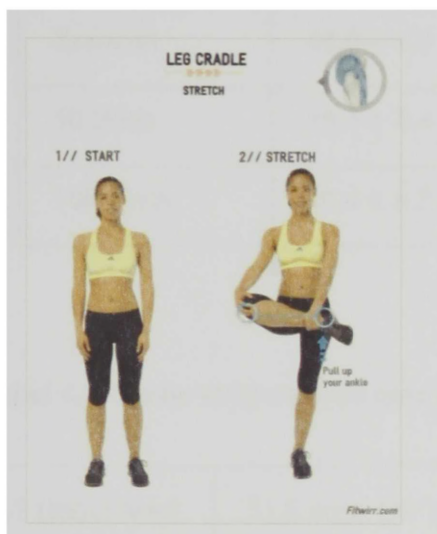 LEG CRADLE
STRETCH
1// START
2// STRETCH
Pull up
your ankle
Fitwirr.com